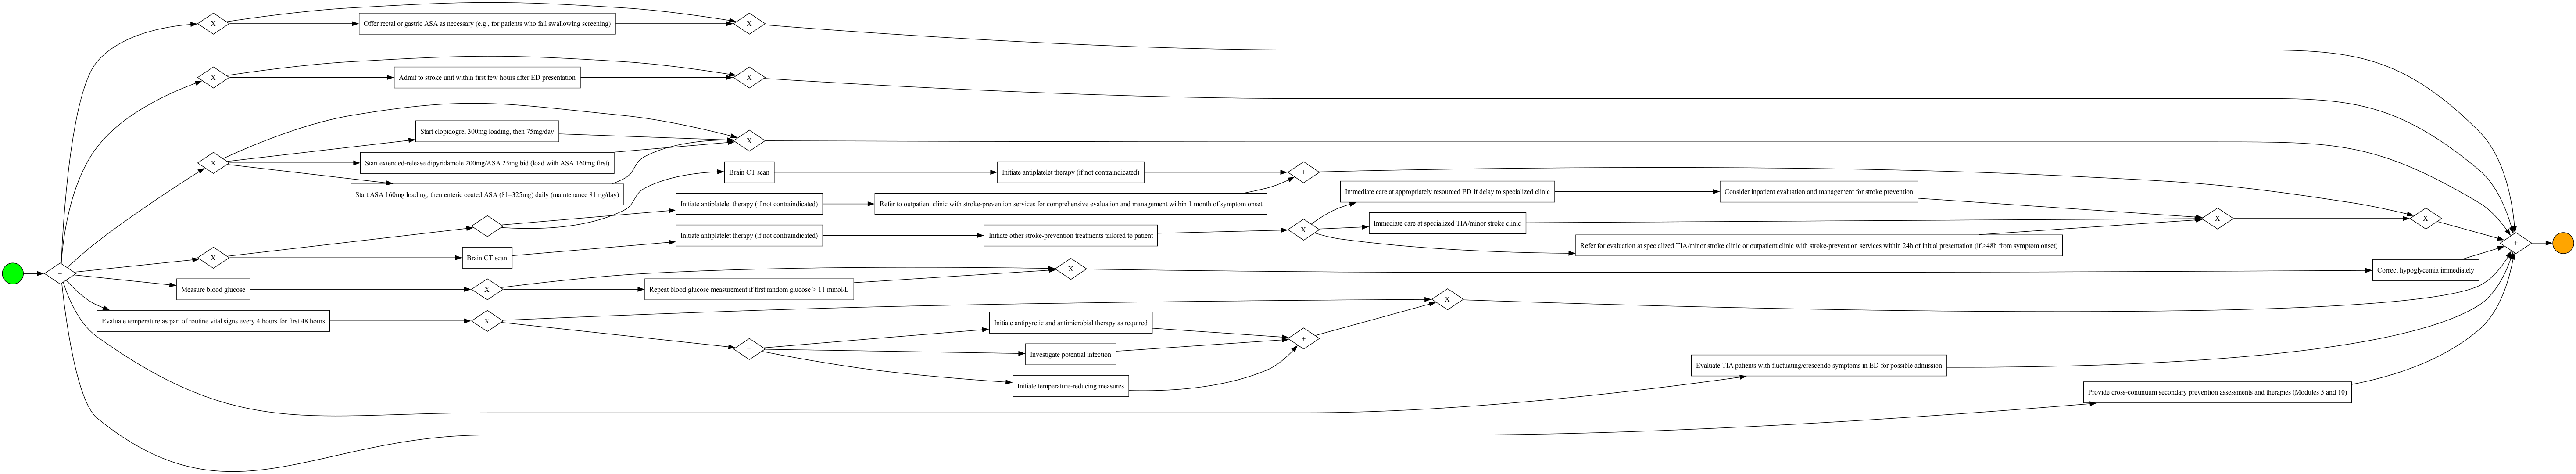 X
Offer rectal or gastric ASA as necessary (e.g., for patients who fail swallowing screening)
X
X
Admit to stroke unit within first few hours after ED presentation
X
Start clopidogrel 300mg loading, then 75mg/day
X
X
Start extended-release dipyridamole 200mg/ASA 25mg bid (load with ASA 160mg first)
Start ASA 160mg loading, then enteric coated ASA (81–325mg) daily (maintenance 81mg/day)
Brain CT scan
Initiate antiplatelet therapy (if not contraindicated)
+
Initiate antiplatelet therapy (if not contraindicated)
Refer to outpatient clinic with stroke-prevention services for comprehensive evaluation and management within 1 month of symptom onset
Immediate care at appropriately resourced ED if delay to specialized clinic
Consider inpatient evaluation and management for stroke prevention
+
Immediate care at specialized TIA/minor stroke clinic
X
X
Initiate antiplatelet therapy (if not contraindicated)
Initiate other stroke-prevention treatments tailored to patient
X
Refer for evaluation at specialized TIA/minor stroke clinic or outpatient clinic with stroke-prevention services within 24h of initial presentation (if >48h from symptom onset)
+
X
Brain CT scan
+
Measure blood glucose
X
Repeat blood glucose measurement if first random glucose > 11 mmol/L
X
Correct hypoglycemia immediately
Evaluate temperature as part of routine vital signs every 4 hours for first 48 hours
X
X
Initiate antipyretic and antimicrobial therapy as required
+
Investigate potential infection
+
Initiate temperature-reducing measures
Evaluate TIA patients with fluctuating/crescendo symptoms in ED for possible admission
Provide cross-continuum secondary prevention assessments and therapies (Modules 5 and 10)